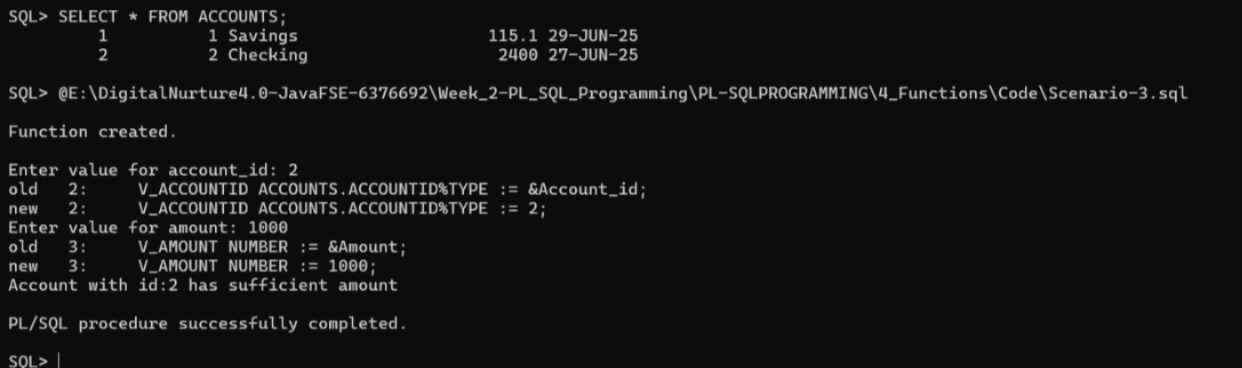 SQL> SELECT * FROM ACCOUNTS;
         1          1 Savings                    115.1 29-JUN-25
         2          2 Checking                    2400 27-JUN-25
SQL> @E:\DigitalNurture4.0-JavaFSE-6376692\Week_2-PL_SQL_Programming\PL-SQLPROGRAMMING\4_Functions\Code\Scenario-3.sql
Function created.
Enter value for account_id: 2
old   2:     V_ACCOUNTID ACCOUNTS.ACCOUNTID%TYPE := &Account_id;
new   2:     V_ACCOUNTID ACCOUNTS.ACCOUNTID%TYPE := 2;
Enter value for amount: 1000
old   3:     V_AMOUNT NUMBER := &Amount;
new   3:     V_AMOUNT NUMBER := 1000;
Account with id:2 has sufficient amount
PL/SQL procedure successfully completed.
SQL>